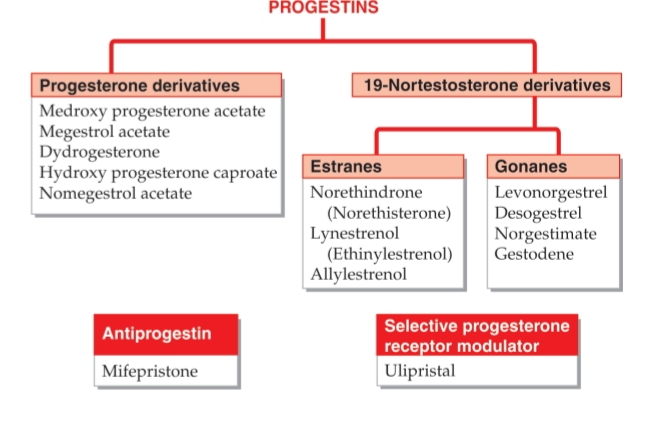 PROGESTINS
Progesterone derivatives
Medroxy progesterone acetate
Megestrol acetate
Dydrogesterone
Hydroxy progesterone caproate
Nomegestrol acetate
19-Nortestosterone derivatives
Estranes
Norethindrone
(Norethisterone)
Lynestrenol
(Ethinylestrenol)
Allylestrenol
Gonanes
Levonorgestrel
Desogestrel
Norgestimate
Gestodene
Antiprogestin
Mifepristone
Selective progesterone
receptor modulator
Ulipristal